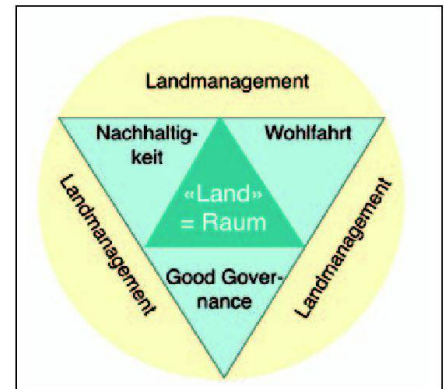 Landmanagement
Nachhaltig-
keit
Wohlfahrt
«Land»
= Raum
Landmanagement
Landmanagement
Good Gover-
nance